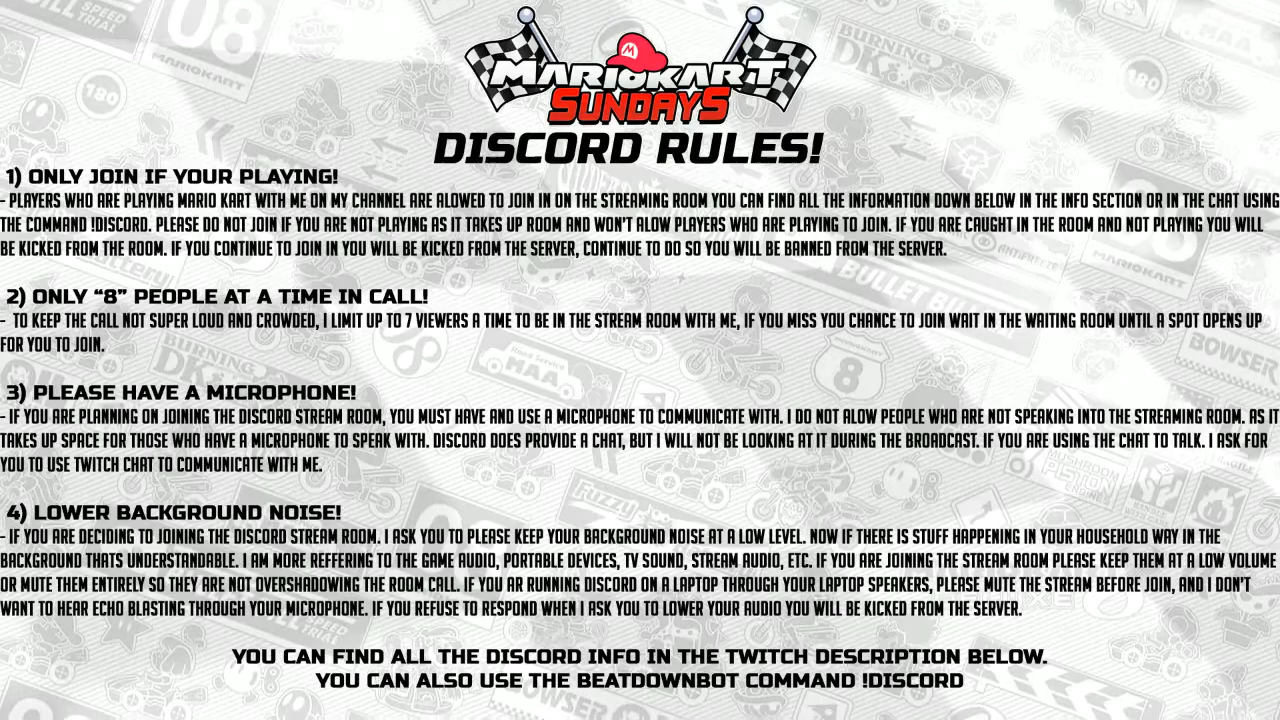 MARIOKART
SUNDAYS
DISCORD RULES!
1) ONLY JOIN IF YOUR PLAYING!
- PLAYERS WHO ARE PLAYING MARIO KART WITH ME ON MY CHANNEL ARE ALOWED TO JOIN IN ON THE STREAMING ROOM YOU CAN FIND ALL THE INFORMATION DOWN BELOW IN THE INFO SECTION OR IN THE CHAT USING
THE COMMAND !DISCORD. PLEASE DO NOT JOIN IF YOU ARE NOT PLAYING AS IT TAKES UP ROOM AND WON'T ALOW PLAYERS WHO ARE PLAYING TO JOIN. IF YOU ARE CAUGHT IN THE ROOM AND NOT PLAYING YOU WILL
BE KICKED FROM THE ROOM. IF YOU CONTINUE TO JOIN IN YOU WILL BE KICKED FROM THE SERVER, CONTINUE TO DO SO YOU WILL BE BANNED FROM THE SERVER.
2) ONLY “8” PEOPLE AT A TIME IN CALL!
- TO KEEP THE CALL NOT SUPER LOUD AND CROWDED, I LIMIT UP TO 7 VIEWERS A TIME TO BE IN THE STREAM ROOM WITH ME, IF YOU MISS YOU CHANCE TO JOIN WAIT IN THE WAITING ROOM UNTIL A SPOT OPENS UP
FOR YOU TO JOIN.
3) PLEASE HAVE A MICROPHONE!
- IF YOU ARE PLANNING ON JOINING THE DISCORD STREAM ROOM, YOU MUST HAVE AND USE A MICROPHONE TO COMMUNICATE WITH. I DO NOT ALOW PEOPLE WHO ARE NOT SPEAKING INTO THE STREAMING ROOM. AS IT
TAKES UP SPACE FOR THOSE WHO HAVE A MICROPHONE TO SPEAK WITH. DISCORD DOES PROVIDE A CHAT, BUT I WILL NOT BE LOOKING AT IT DURING THE BROADCAST. IF YOU ARE USING THE CHAT TO TALK. I ASK FOR
YOU TO USE TWITCH CHAT TO COMMUNICATE WITH ME.
4) LOWER BACKGROUND NOISE!
- IF YOU ARE DECIDING TO JOINING THE DISCORD STREAM ROOM. I ASK YOU TO PLEASE KEEP YOUR BACKGROUND NOISE AT A LOW LEVEL. NOW IF THERE IS STUFF HAPPENING IN YOUR HOUSEHOLD WAY IN THE
BACKGROUND THATS UNDERSTANDABLE. I AM MORE REFFERING TO THE GAME AUDIO, PORTABLE DEVICES, TV SOUND, STREAM AUDIO, ETC. IF YOU ARE JOINING THE STREAM ROOM PLEASE KEEP THEM AT A LOW VOLUME
OR MUTE THEM ENTIRELY SO THEY ARE NOT OVERSHADOWING THE ROOM CALL. IF YOU AR RUNNING DISCORD ON A LAPTOP THROUGH YOUR LAPTOP SPEAKERS, PLEASE MUTE THE STREAM BEFORE JOIN, AND I DON'T
WANT TO HEAR ECHO BLASTING THROUGH YOUR MICROPHONE. IF YOU REFUSE TO RESPOND WHEN I ASK YOU TO LOWER YOUR AUDIO YOU WILL BE KICKED FROM THE SERVER.
YOU CAN FIND ALL THE DISCORD INFO IN THE TWITCH DESCRIPTION BELOW.
YOU CAN ALSO USE THE BEATDOWNBOT COMMAND !DISCORD